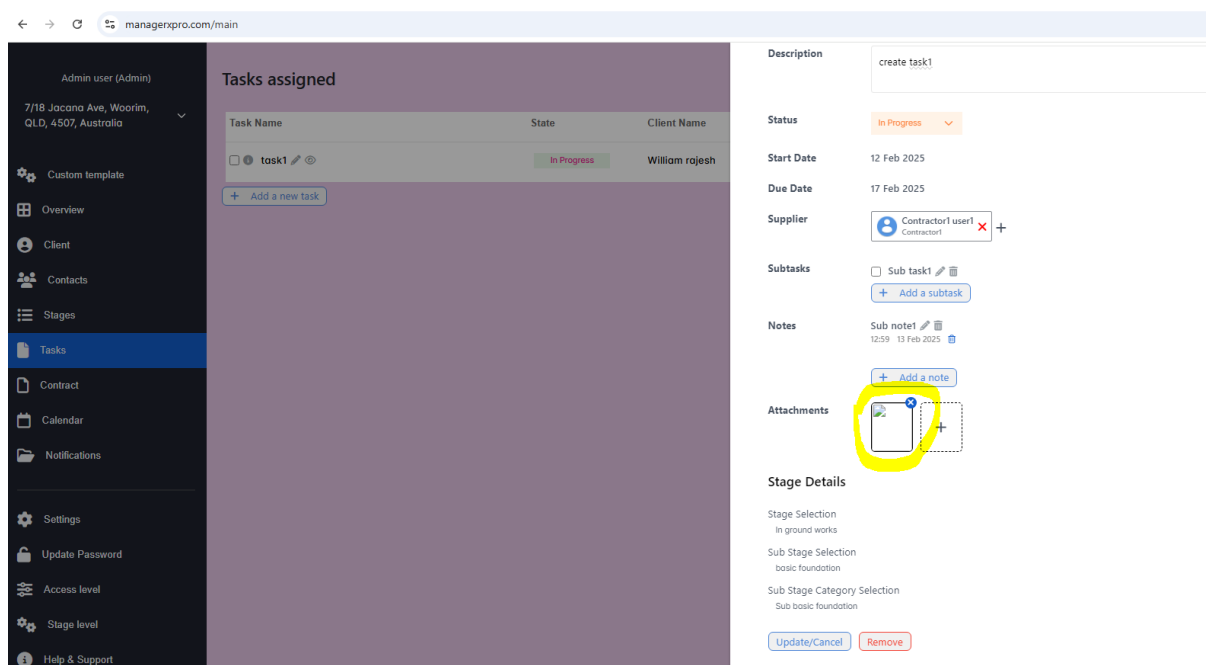 managerxpro.com/main
Admin user (Admin)
7/18 Jacana Ave, Woorim,
QLD, 4507, Australia
Custom template
Overview
Client
Contacts
Stages
Tasks
Contract
Calendar
Notifications
Settings
Update Password
Access level
Stage level
Help & Support
Tasks assigned
Task Name State Client Name
task1 In Progress William rajesh
+ Add a new task
Description create task1
Status In Progress
Start Date 12 Feb 2025
Due Date 17 Feb 2025
Supplier Contractor1 user1
Contractor1
Subtasks Sub task1
+ Add a subtask
Notes Sub note1
12:59 13 Feb 2025
+ Add a note
Attachments
Stage Details
Stage Selection
In ground works
Sub Stage Selection
basic foundation
Sub Stage Category Selection
Sub basic foundation
Update/Cancel Remove